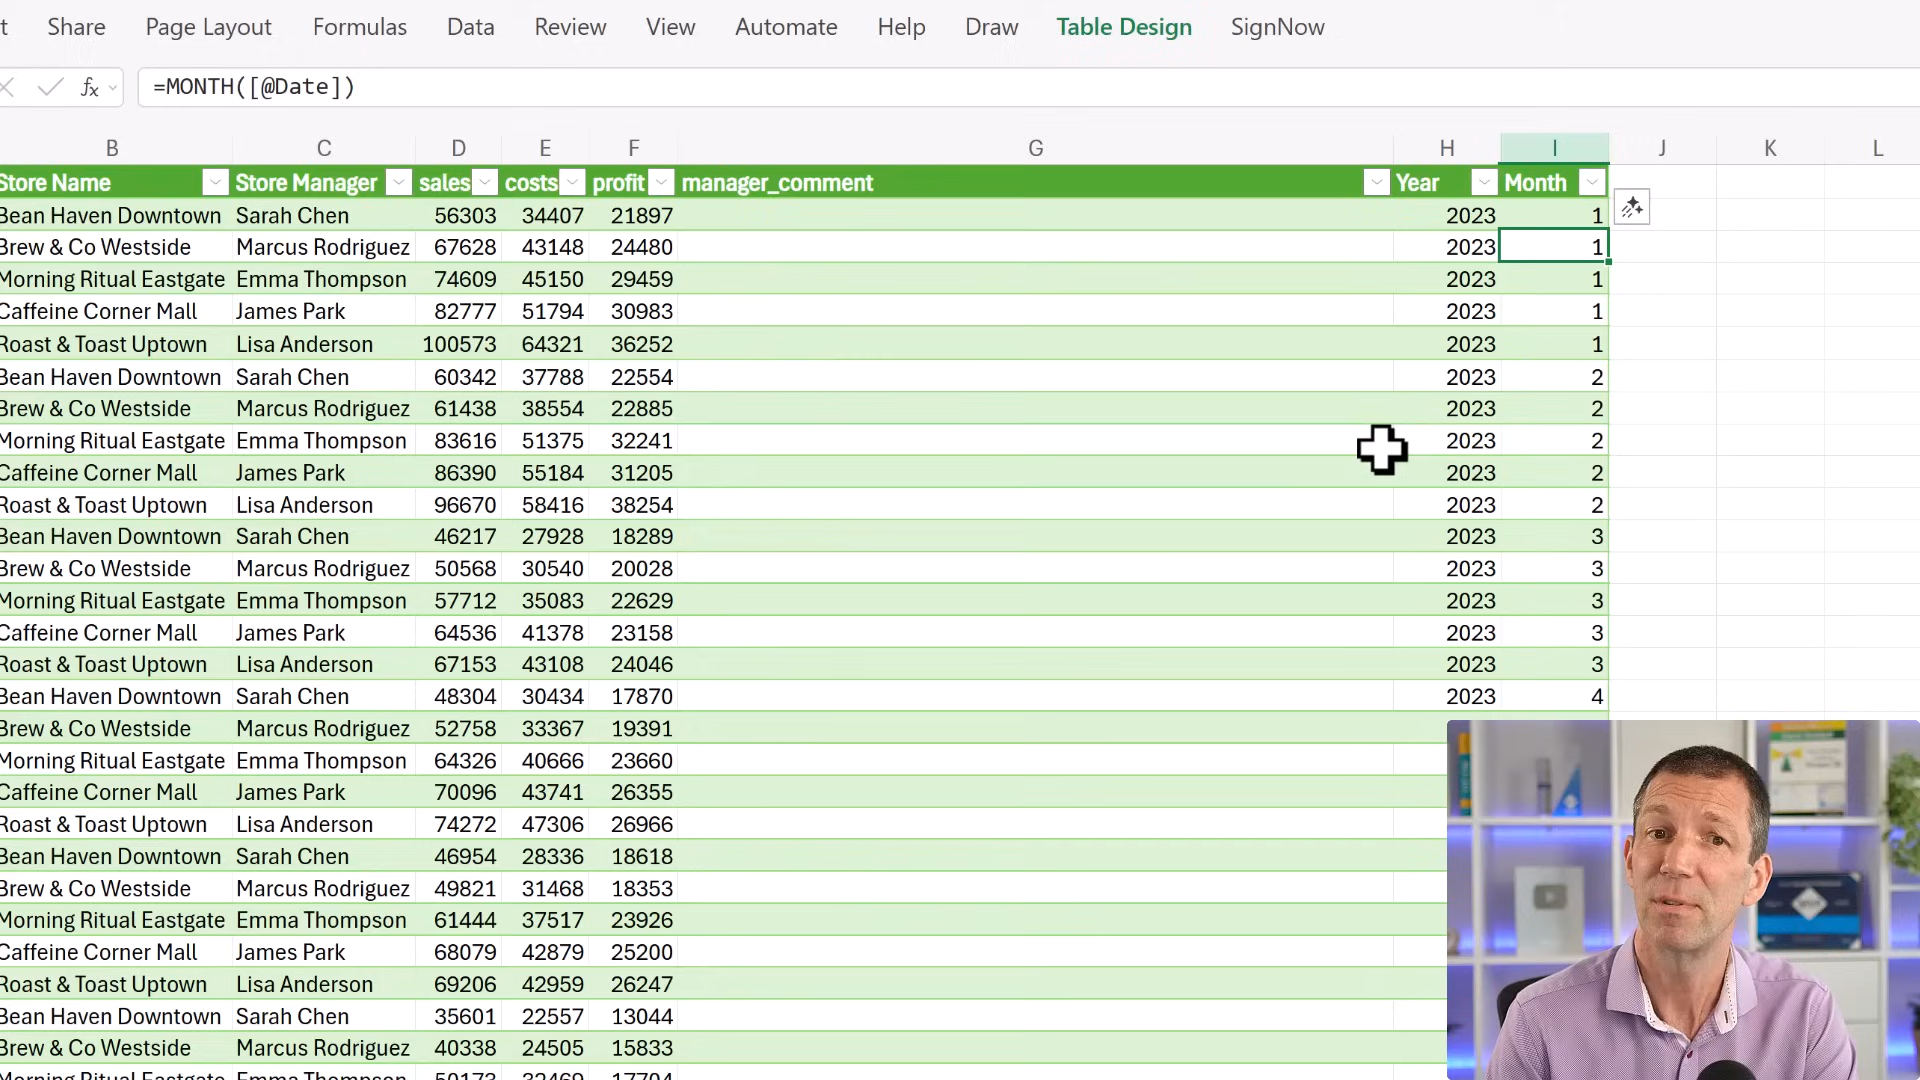 t Share Page Layout Formulas Data Review View Automate Help Draw Table Design SignNow
fx =MONTH([@Date])
B C D E F G H I J K L
Store Name Store Manager sales costs profit manager_comment Year Month
Bean Haven Downtown Sarah Chen 56303 34407 21897 2023 1
Brew & Co Westside Marcus Rodriguez 67628 43148 24480 2023 1
Morning Ritual Eastgate Emma Thompson 74609 45150 29459 2023 1
Caffeine Corner Mall James Park 82777 51794 30983 2023 1
Roast & Toast Uptown Lisa Anderson 100573 64321 36252 2023 1
Bean Haven Downtown Sarah Chen 60342 37788 22554 2023 2
Brew & Co Westside Marcus Rodriguez 61438 38554 22885 2023 2
Morning Ritual Eastgate Emma Thompson 83616 51375 32241 2023 2
Caffeine Corner Mall James Park 86390 55184 31205 2023 2
Roast & Toast Uptown Lisa Anderson 96670 58416 38254 2023 2
Bean Haven Downtown Sarah Chen 46217 27928 18289 2023 3
Brew & Co Westside Marcus Rodriguez 50568 30540 20028 2023 3
Morning Ritual Eastgate Emma Thompson 57712 35083 22629 2023 3
Caffeine Corner Mall James Park 64536 41378 23158 2023 3
Roast & Toast Uptown Lisa Anderson 67153 43108 24046 2023 3
Bean Haven Downtown Sarah Chen 48304 30434 17870 2023 4
Brew & Co Westside Marcus Rodriguez 52758 33367 19391
Morning Ritual Eastgate Emma Thompson 64326 40666 23660
Caffeine Corner Mall James Park 70096 43741 26355
Roast & Toast Uptown Lisa Anderson 74272 47306 26966
Bean Haven Downtown Sarah Chen 46954 28336 18618
Brew & Co Westside Marcus Rodriguez 49821 31468 18353
Morning Ritual Eastgate Emma Thompson 61444 37517 23926
Caffeine Corner Mall James Park 68079 42879 25200
Roast & Toast Uptown Lisa Anderson 69206 42959 26247
Bean Haven Downtown Sarah Chen 35601 22557 13044
Brew & Co Westside Marcus Rodriguez 40338 24505 15833
Morning Ritual Eastgate Emma Thompson 50173 32469 17704